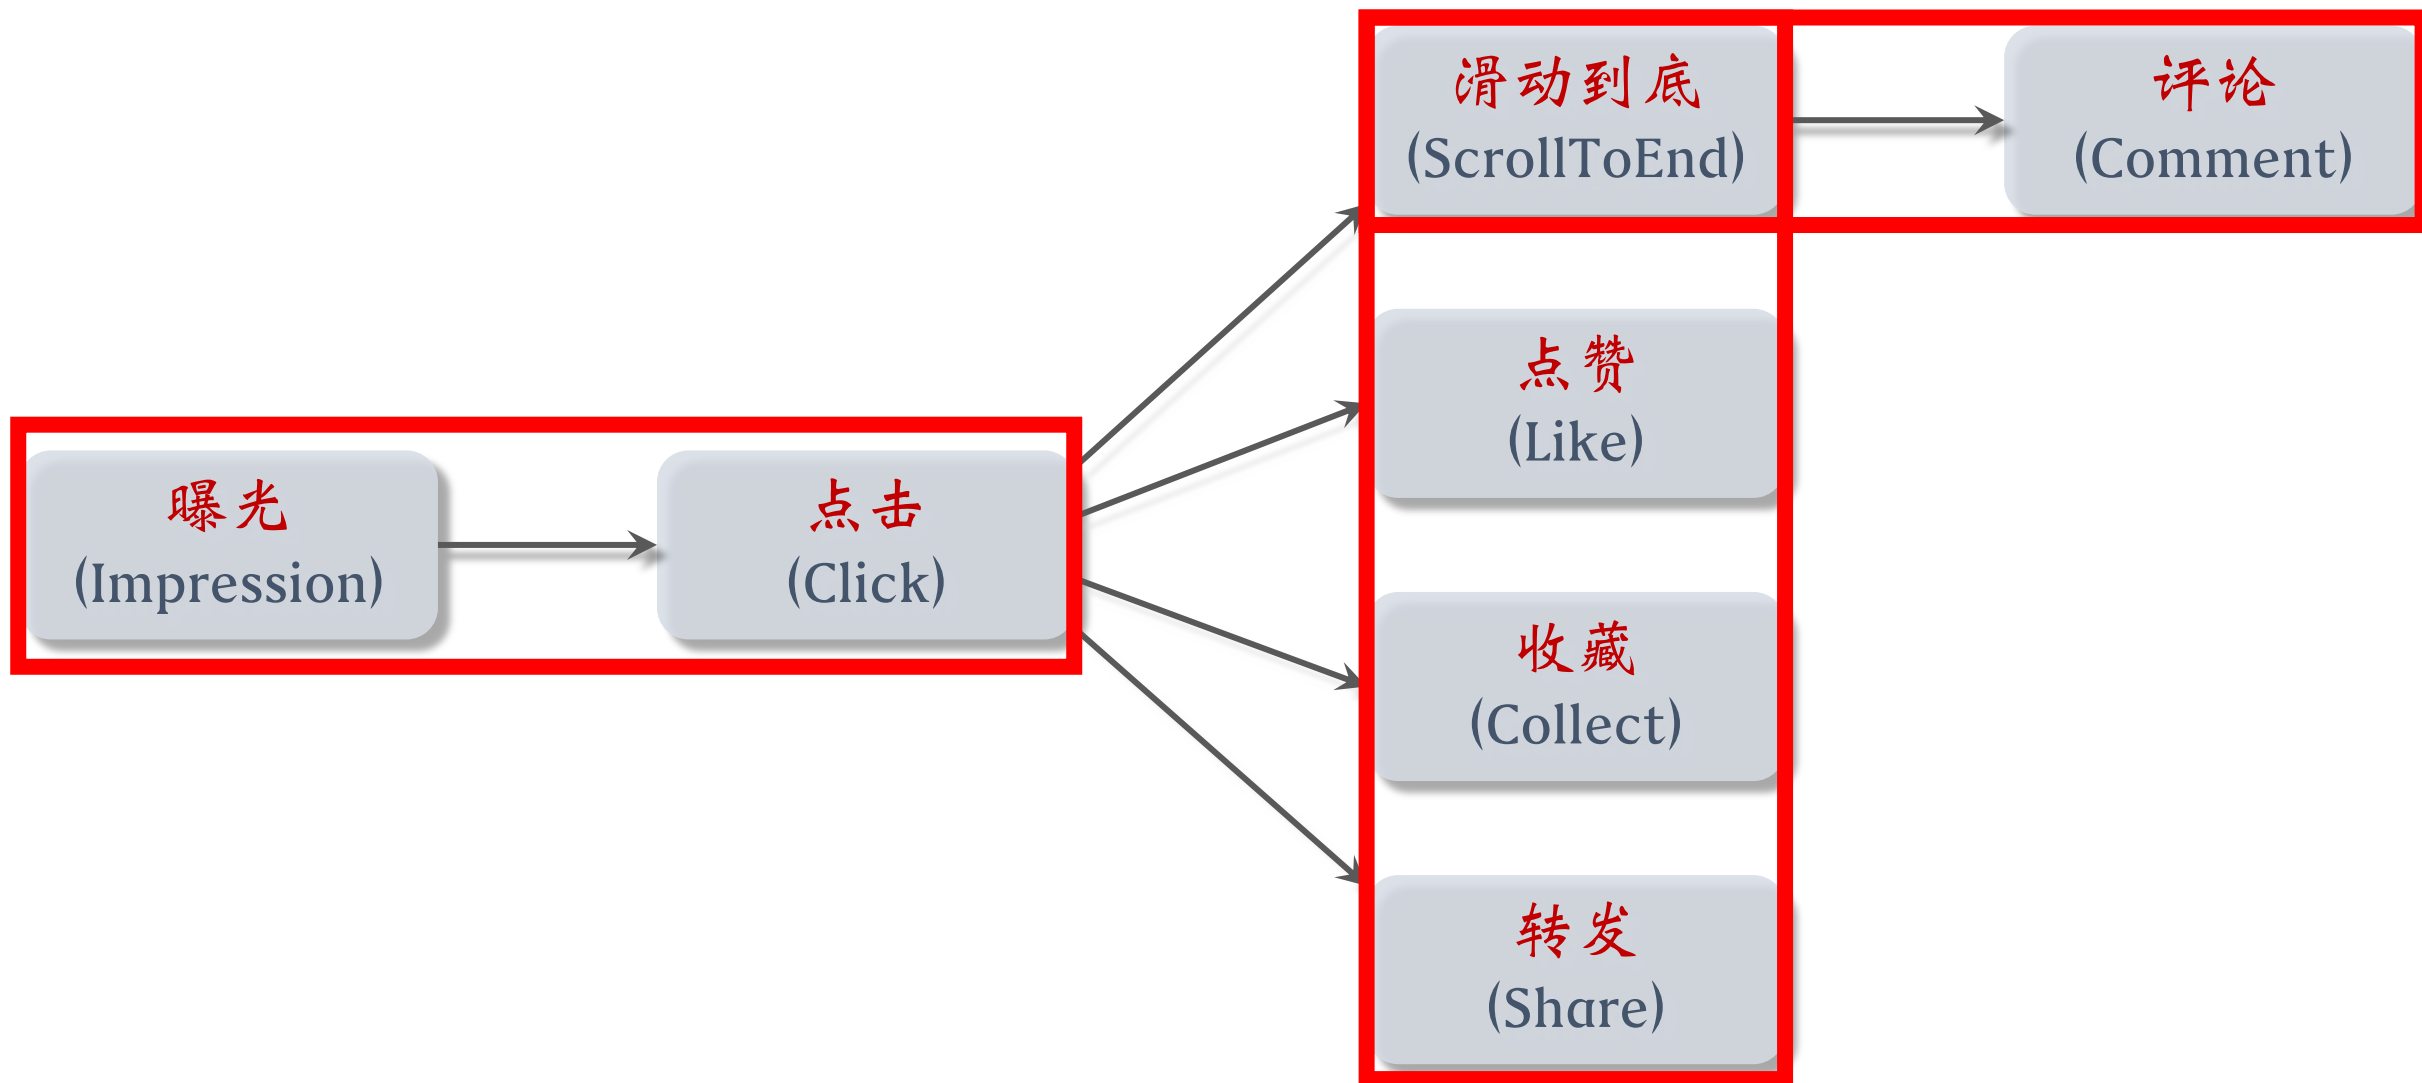 曝光
(Impression)
点击
(Click)
滑动到底
(ScrollToEnd)
评论
(Comment)
点赞
(Like)
收藏
(Collect)
转发
(Share)